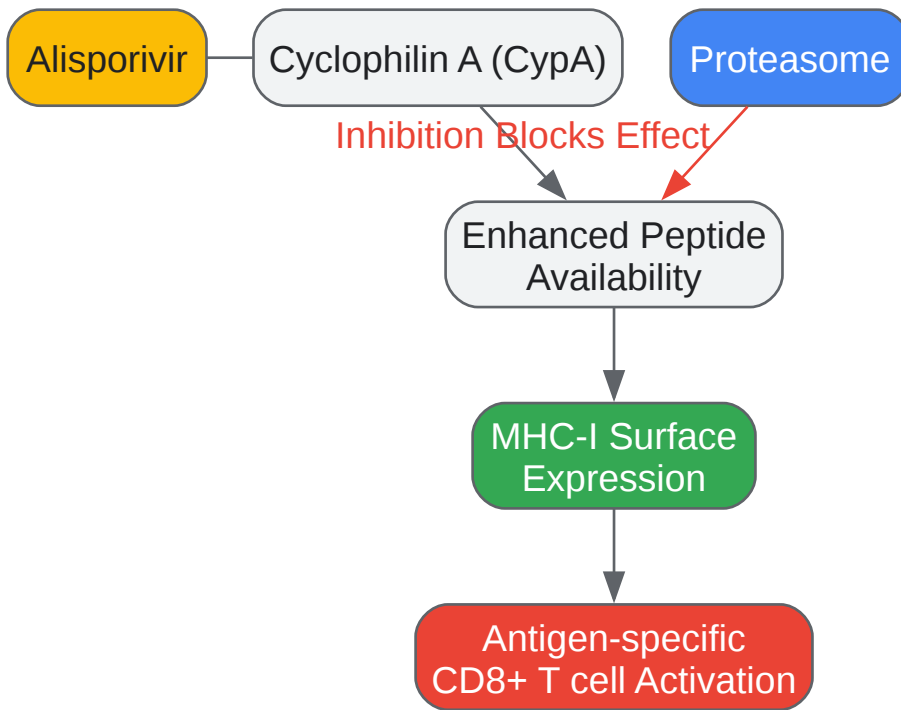 Alisporivir
Cyclophilin A (CypA)
Proteasome
Inhibition Blocks Effect
Enhanced Peptide
Availability
MHC-I Surface
Expression
Antigen-specific
CD8+ T cell Activation